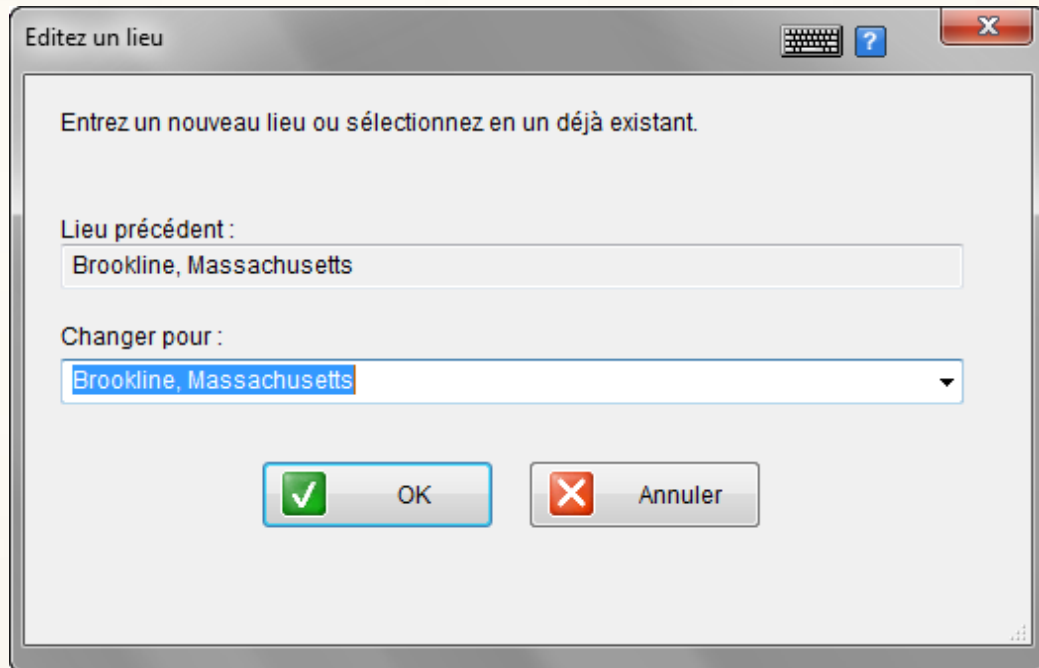 Editez un lieu
?
Entrez un nouveau lieu ou sélectionnez en un déjà existant.
Lieu précédent :
Brookline, Massachusetts
Changer pour :
Brookline, Massachusetts
OK
Annuler